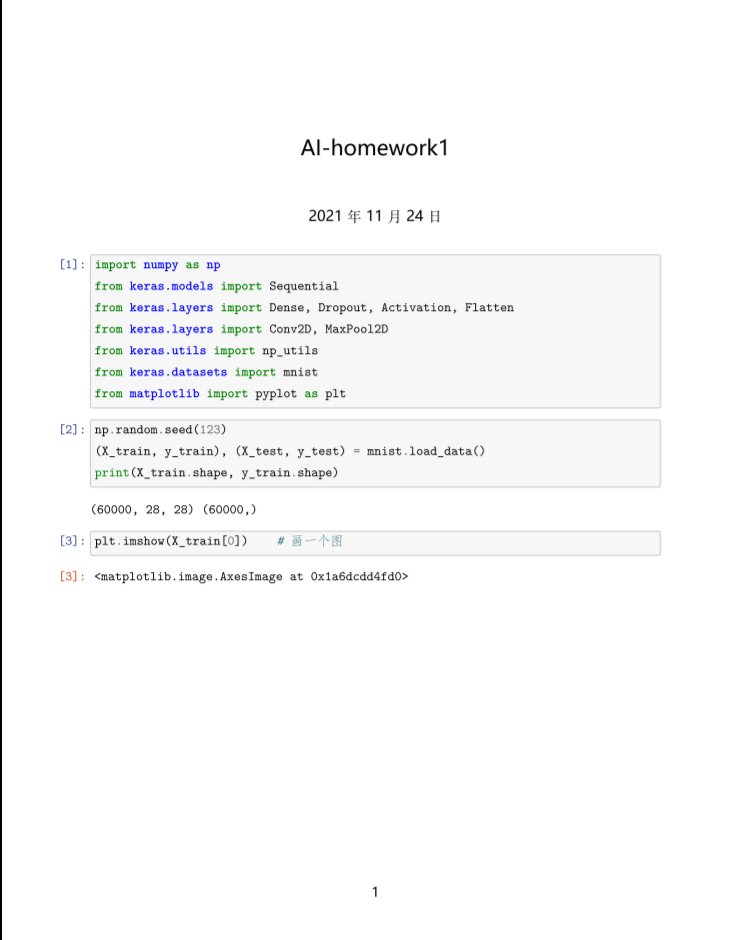 AI-homework1
2021 年 11 月 24 日
[1]: import numpy as np
from keras.models import Sequential
from keras.layers import Dense, Dropout, Activation, Flatten
from keras.layers import Conv2D, MaxPool2D
from keras.utils import np_utils
from keras.datasets import mnist
from matplotlib import pyplot as plt
[2]: np.random.seed(123)
(X_train, y_train), (X_test, y_test) = mnist.load_data()
print(X_train.shape, y_train.shape)
(60000, 28, 28) (60000,)
[3]: plt.imshow(X_train[0]) # 画一个图
[3]: <matplotlib.image.AxesImage at 0x1a6dcdd4fd0>
1